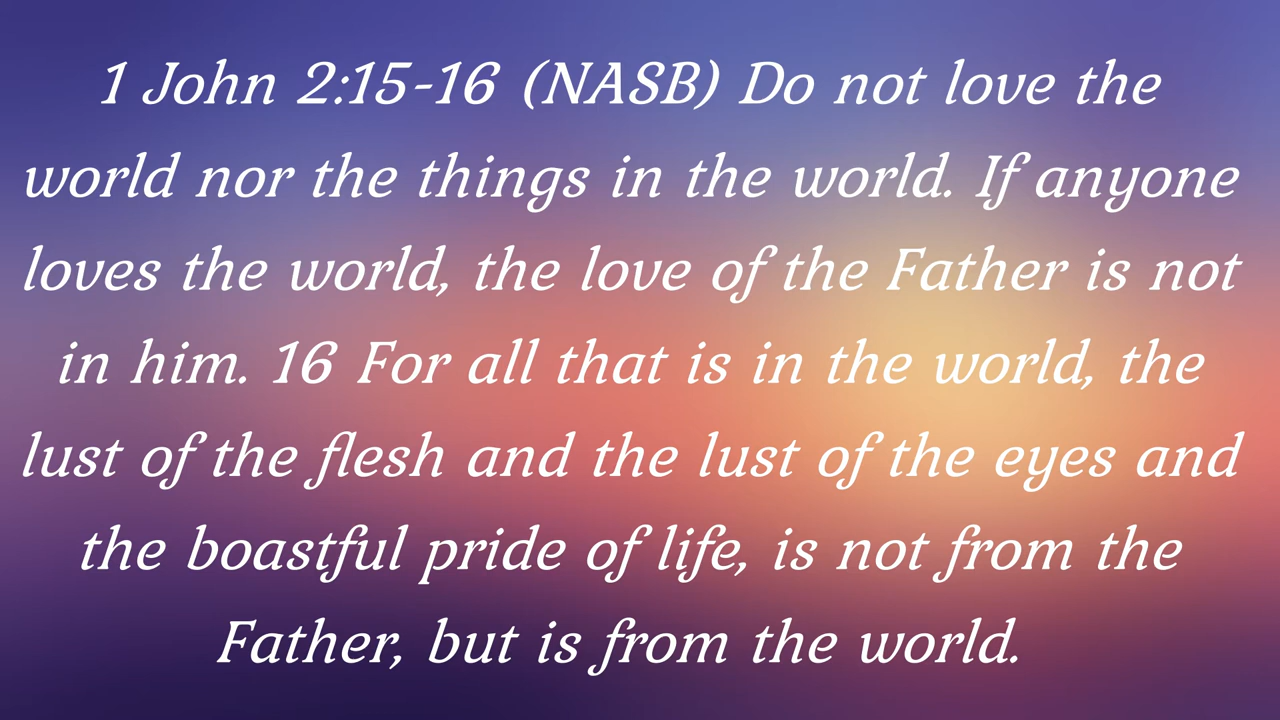 1 John 2:15-16 (NASB) Do not love the
world nor the things in the world. If anyone
loves the world, the love of the Father is not
in him. 16 For all that is in the world, the
lust of the flesh and the lust of the eyes and
the boastful pride of life, is not from the
Father, but is from the world.